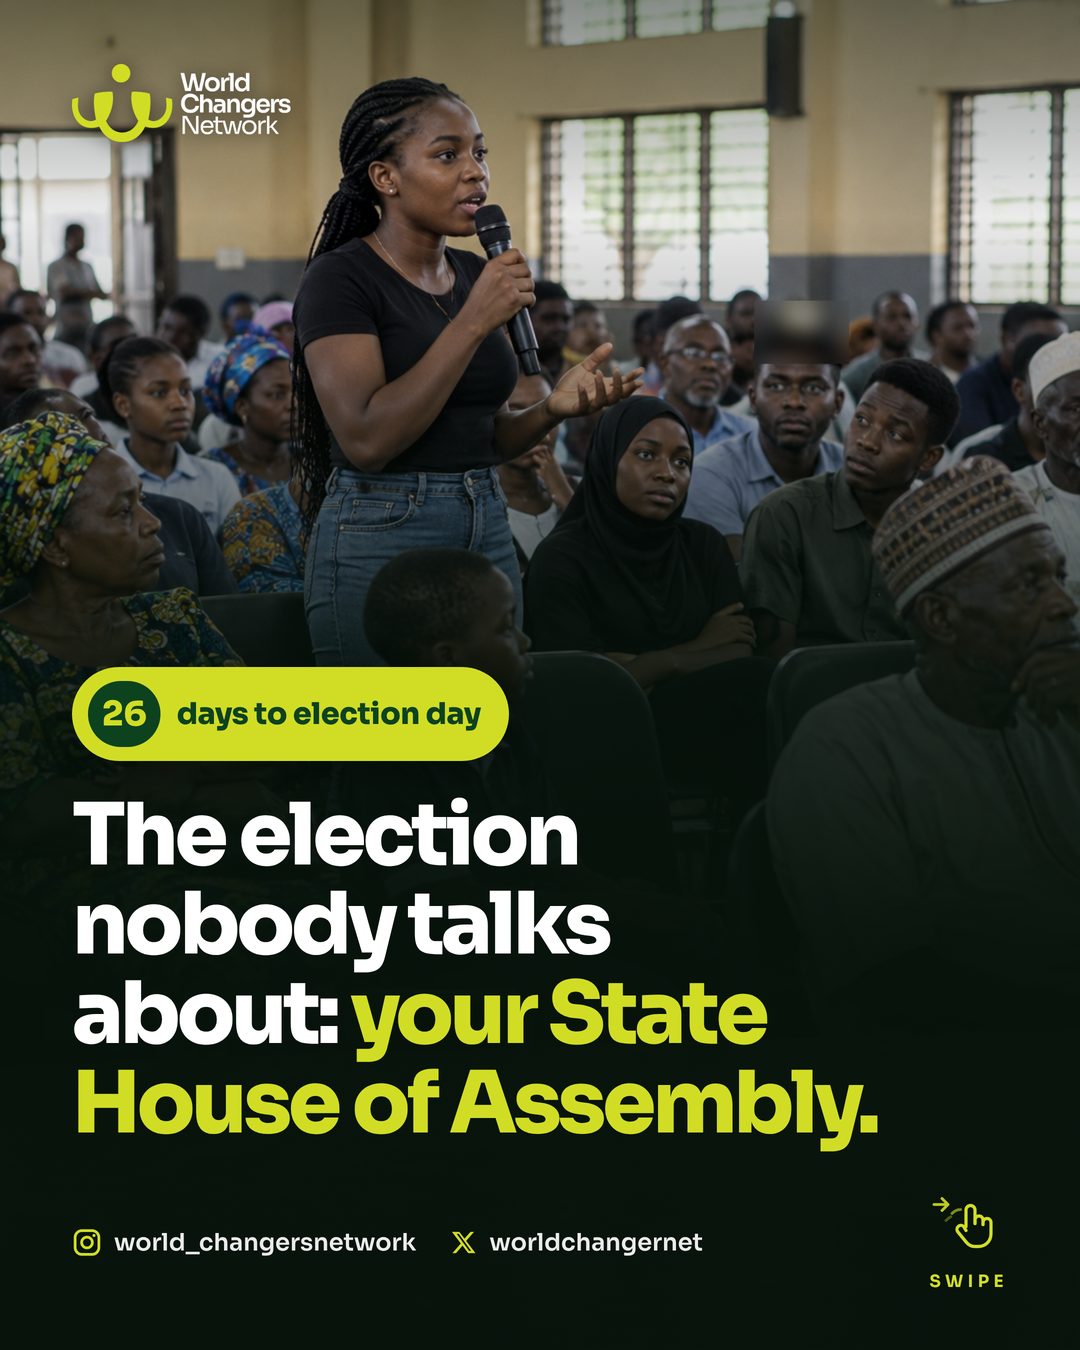 World
Changers
Network
26 days to election day
The election
nobody talks
about: your State
House of Assembly.
world_changersnetwork worldchangernet
SWIPE